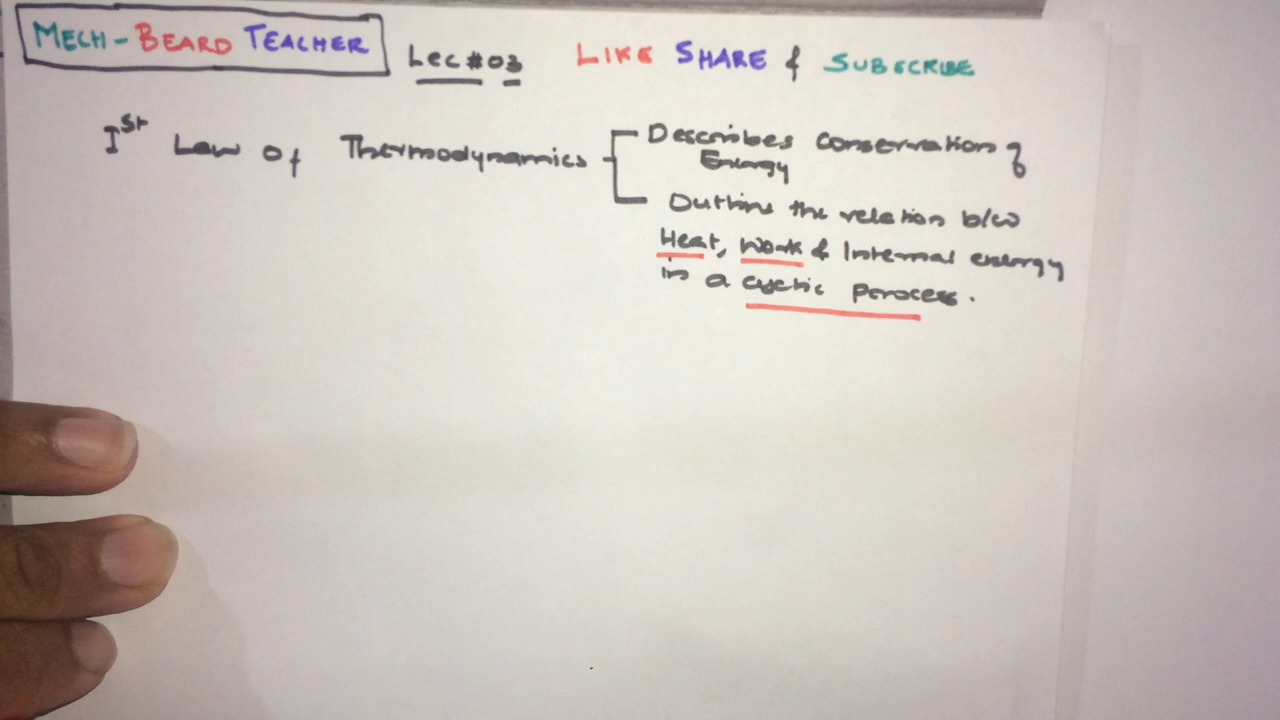 MECH-BEARD TEACHER Lec #03 LIKE SHARE & SUBSCRIBE
Ist Law Of Thermodynamics Describes Conservation of
Energy
Outline the relation b/w
Heat, Work & Internal energy
in a cyclic process.